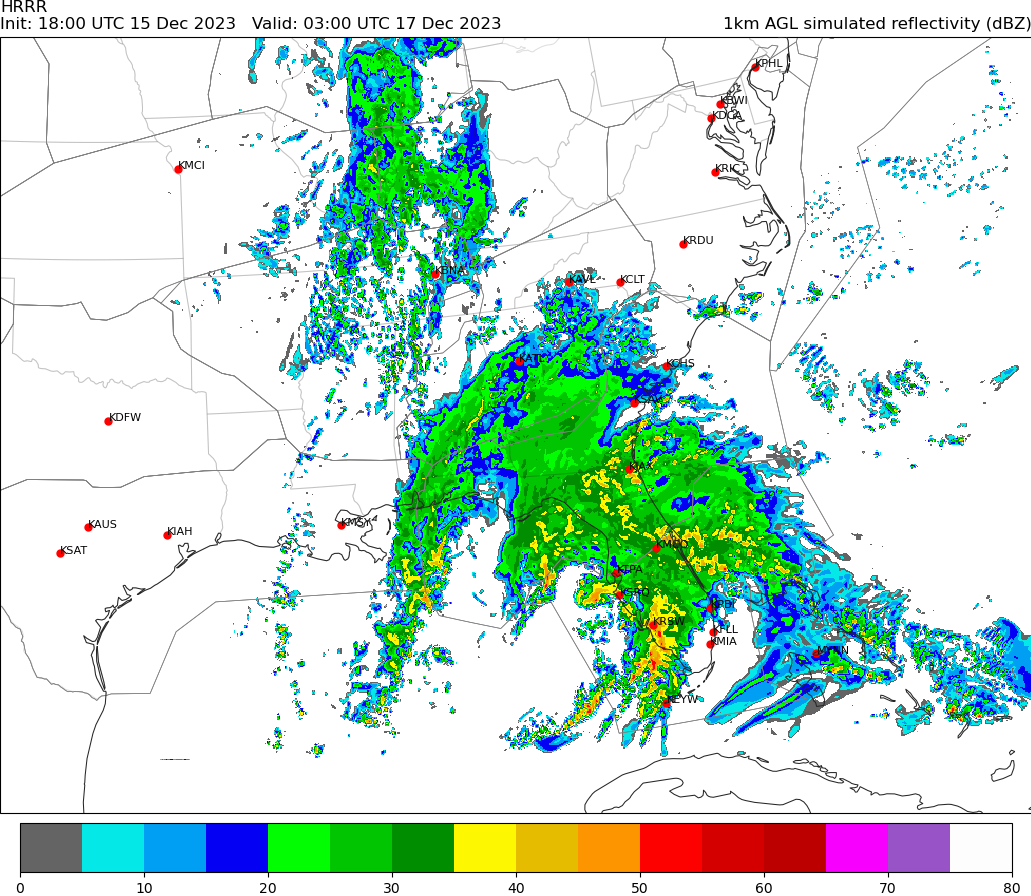 HRRR
Init: 18:00 UTC 15 Dec 2023   Valid: 03:00 UTC 17 Dec 2023
1km AGL simulated reflectivity (dBZ)
KPHL
KBWI
KDCA
KMCI
KRIC
KRDU
KBNA
KAVL
KCLT
KATL
KCHS
KSAV
KDFW
KJAX
KMSY
KAUS
KIAH
KMCO
KSAT
KTPA
KSRQ
KPBI
KRSW
KFLL
KMIA
MYNN
KEYW
0 10 20 30 40 50 60 70 80